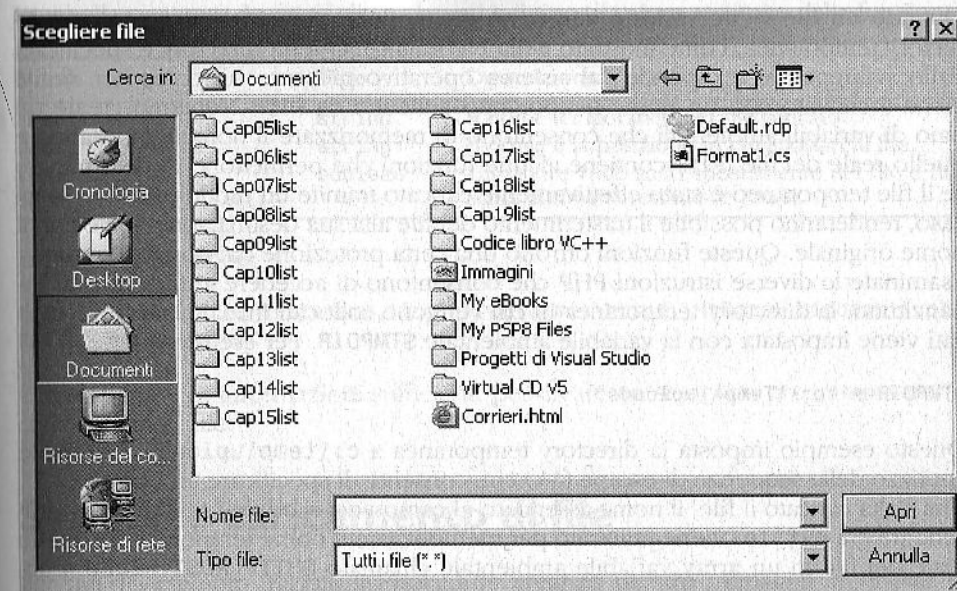 Scegliere file
Cerca in:
Documenti
Cronologia
Desktop
Documenti
Risorse del co...
Risorse di rete
Cap05list
Cap06list
Cap07list
Cap08list
Cap09list
Cap10list
Cap11list
Cap12list
Cap13list
Cap14list
Cap15list
Cap16list
Cap17list
Cap18list
Cap19list
Codice libro VC++
Immagini
My eBooks
My PSP8 Files
Progetti di Visual Studio
Virtual CD v5
Corrieri.html
Default.rdp
Format1.cs
Nome file:
Apri
Tipo file:
Tutti i file (*.*)
Annulla